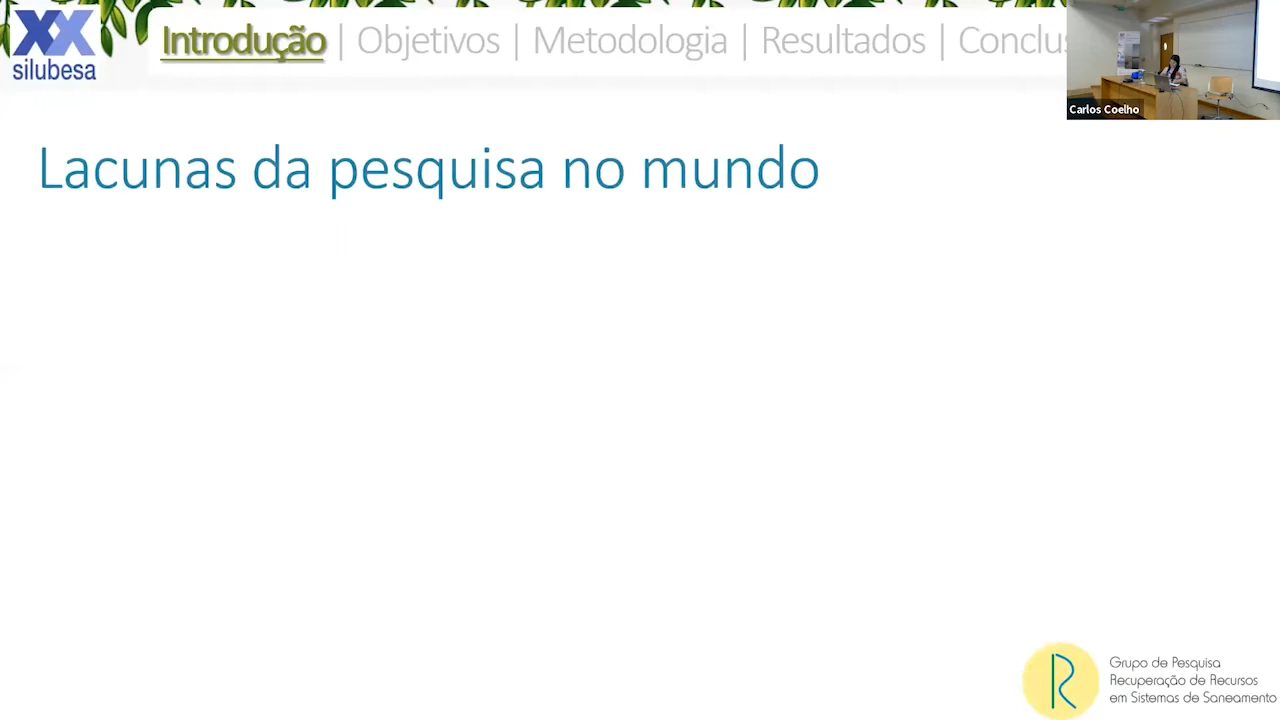 XX
silubesa
Introdução | Objetivos | Metodologia | Resultados | Conclus
Carlos Coelho
Lacunas da pesquisa no mundo
R
Grupo de Pesquisa
Recuperação de Recursos
em Sistemas de Saneamento